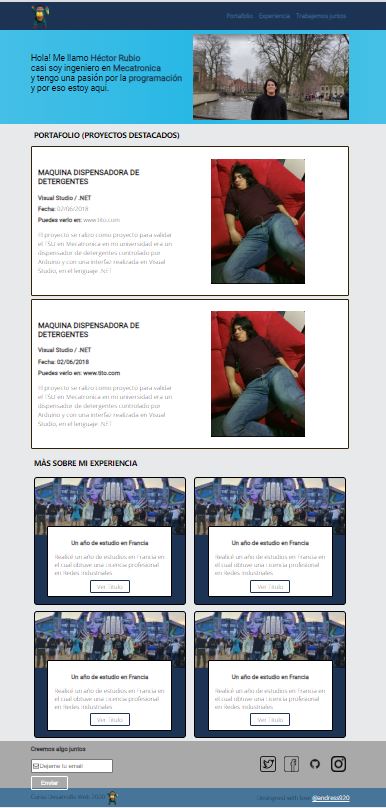 Portafolio Experiencia Trabajemos juntos
Hola! Me llamo Héctor Rubio
casi soy ingeniero en Mecatronica
y tengo una pasión por la programación
y por eso estoy aqui.
PORTAFOLIO (PROYECTOS DESTACADOS)
MAQUINA DISPENSADORA DE
DETERGENTES
Visual Studio / .NET
Fecha: 02/06/2018
Puedes verlo en: www.tito.com
El proyecto se ralizo como proyecto para validar
el TSU en Mecatronica en mi universidad era un
dispensador de detergentes controlado por
Arduino y con una interfaz realizada en Visual
Studio, en el lenguaje .NET
MAQUINA DISPENSADORA DE
DETERGENTES
Visual Studio / .NET
Fecha: 02/06/2018
Puedes verlo en: www.tito.com
El proyecto se ralizo como proyecto para validar
el TSU en Mecatronica en mi universidad era un
dispensador de detergentes controlado por
Arduino y con una interfaz realizada en Visual
Studio, en el lenguaje .NET
MÀS SOBRE MI EXPERIENCIA
Un año de estudio en Francia
Realicé un año de estudios en Francia en
el cual obtuve una Licencia profesional
en Redes Industriales
Ver Titulo
Un año de estudio en Francia
Realicé un año de estudios en Francia en
el cual obtuve una Licencia profesional
en Redes Industriales
Ver Titulo
Un año de estudio en Francia
Realicé un año de estudios en Francia en
el cual obtuve una Licencia profesional
en Redes Industriales
Ver Titulo
Un año de estudio en Francia
Realicé un año de estudios en Francia en
el cual obtuve una Licencia profesional
en Redes Industriales
Ver Titulo
Creemos algo juntos
Dejame tu email
Enviar
Curso Desarrollo Web 2020
Designed with love @endress920